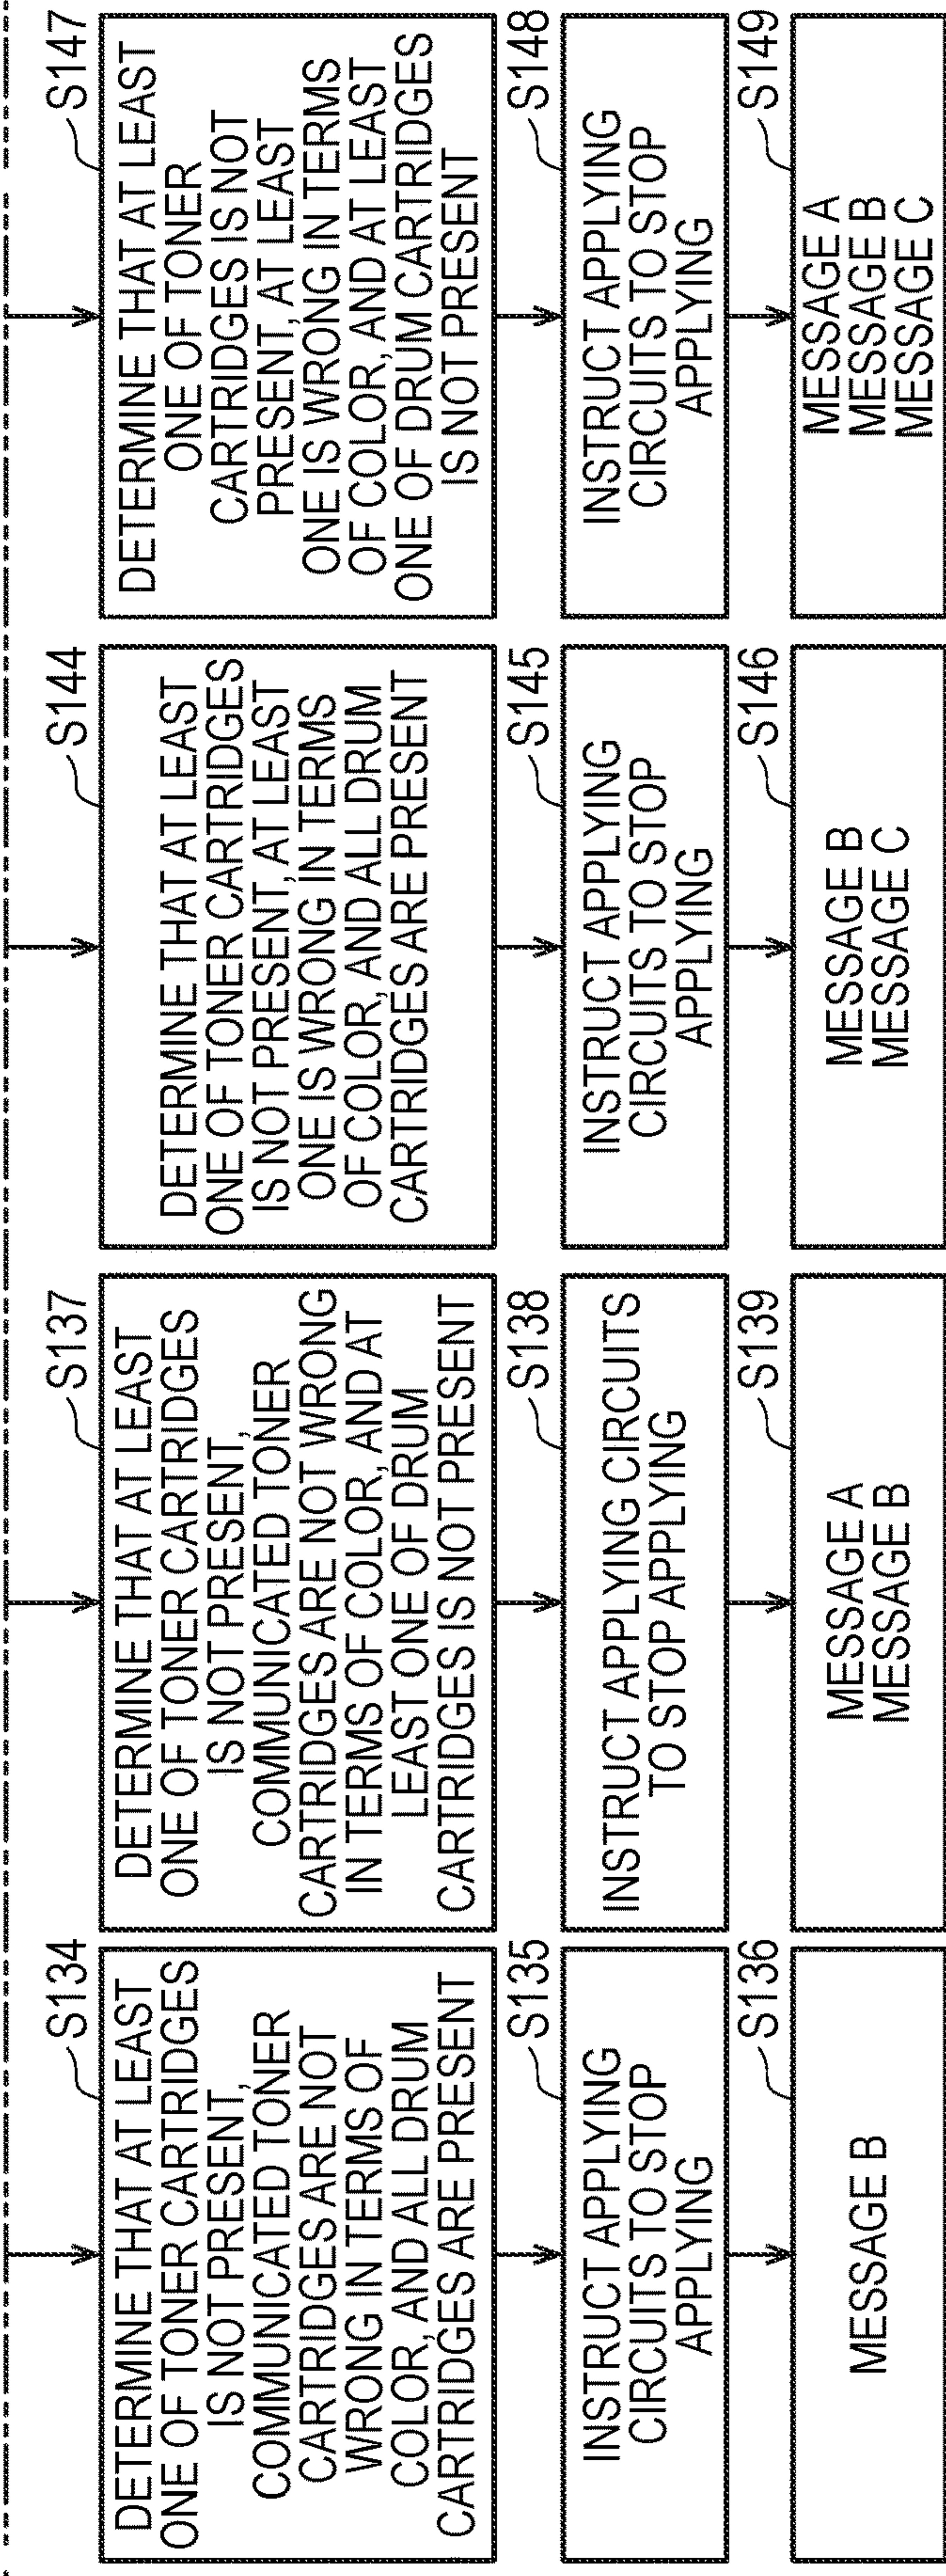 S134
DETERMINE THAT AT LEAST
ONE OF TONER CARTRIDGES
IS NOT PRESENT,
COMMUNICATED TONER
CARTRIDGES ARE NOT
WRONG IN TERMS OF
COLOR, AND ALL DRUM
CARTRIDGES ARE PRESENT
S135
INSTRUCT APPLYING
CIRCUITS TO STOP
APPLYING
S136
MESSAGE B
S137
DETERMINE THAT AT LEAST
ONE OF TONER CARTRIDGES
IS NOT PRESENT,
COMMUNICATED TONER
CARTRIDGES ARE NOT WRONG
IN TERMS OF COLOR, AND AT
LEAST ONE OF DRUM
CARTRIDGES IS NOT PRESENT
S138
INSTRUCT APPLYING CIRCUITS
TO STOP APPLYING
S139
MESSAGE A
MESSAGE B
S144
DETERMINE THAT AT LEAST
ONE OF TONER CARTRIDGES
IS NOT PRESENT, AT LEAST
ONE IS WRONG IN TERMS
OF COLOR, AND ALL DRUM
CARTRIDGES ARE PRESENT
S145
INSTRUCT APPLYING
CIRCUITS TO STOP
APPLYING
S146
MESSAGE B
MESSAGE C
S147
DETERMINE THAT AT LEAST
ONE OF TONER
CARTRIDGES IS NOT
PRESENT, AT LEAST
ONE IS WRONG IN TERMS
OF COLOR, AND AT LEAST
ONE OF DRUM CARTRIDGES
IS NOT PRESENT
S148
INSTRUCT APPLYING
CIRCUITS TO STOP
APPLYING
S149
MESSAGE A
MESSAGE B
MESSAGE C